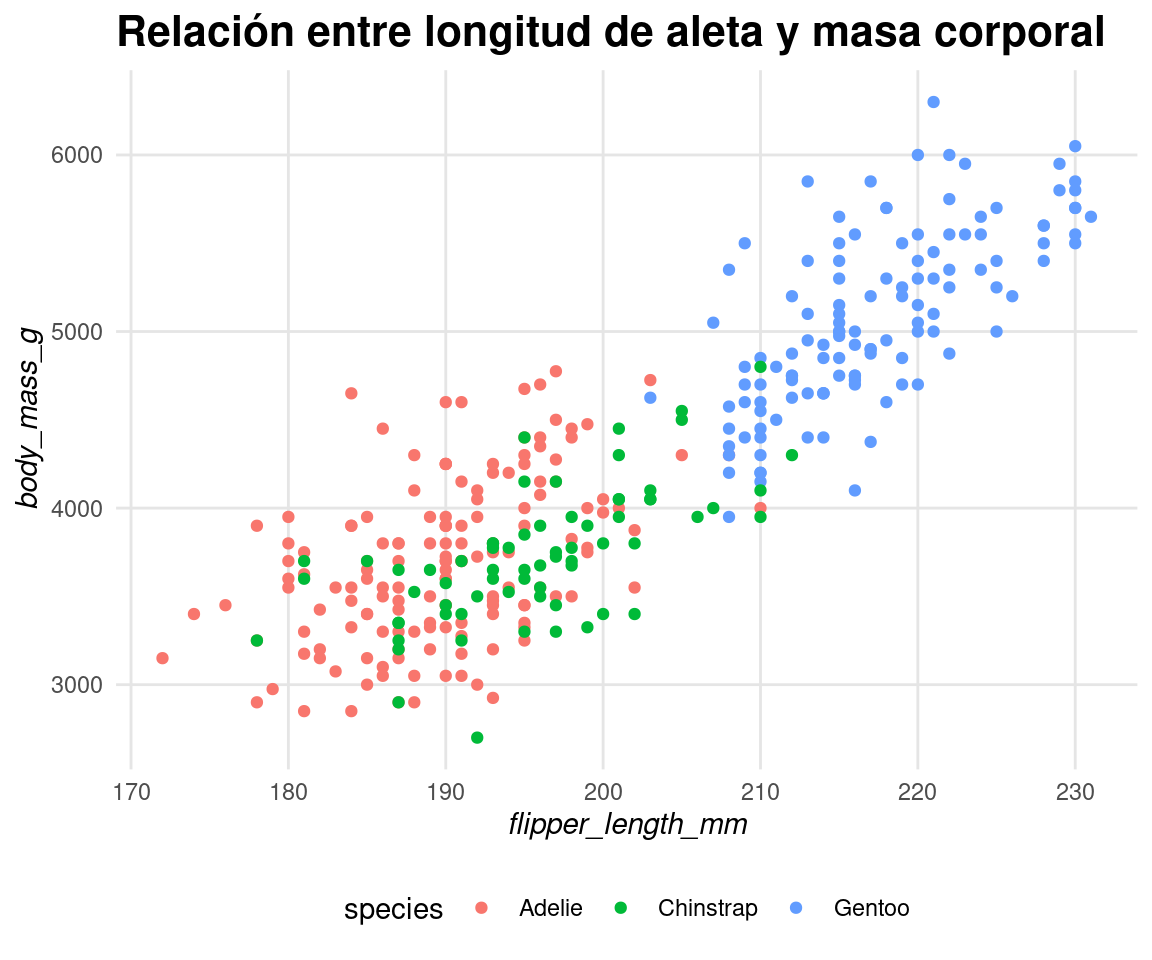 Relación entre longitud de aleta y masa corporal
6000
5000
4000
3000
body_mass_g
170 180 190 200 210 220 230
flipper_length_mm
species Adelie Chinstrap Gentoo